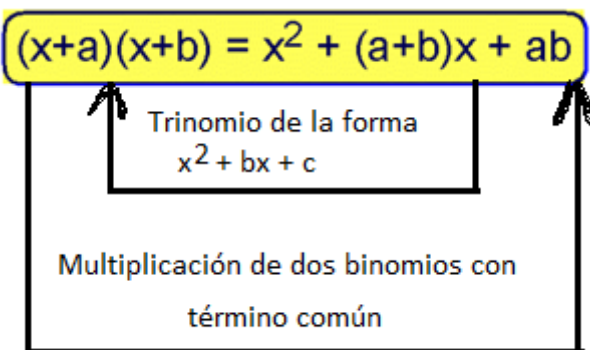 (x+a)(x+b) = x² + (a+b)x + ab
Trinomio de la forma
x² + bx + c
Multiplicación de dos binomios con
término común